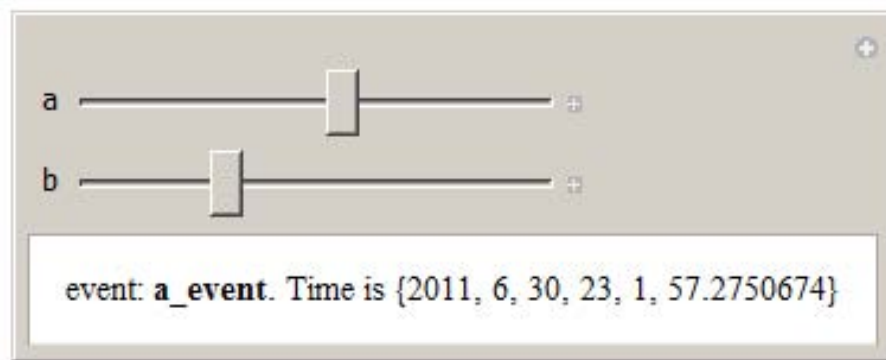 a
b
event: a_event. Time is {2011, 6, 30, 23, 1, 57.2750674}